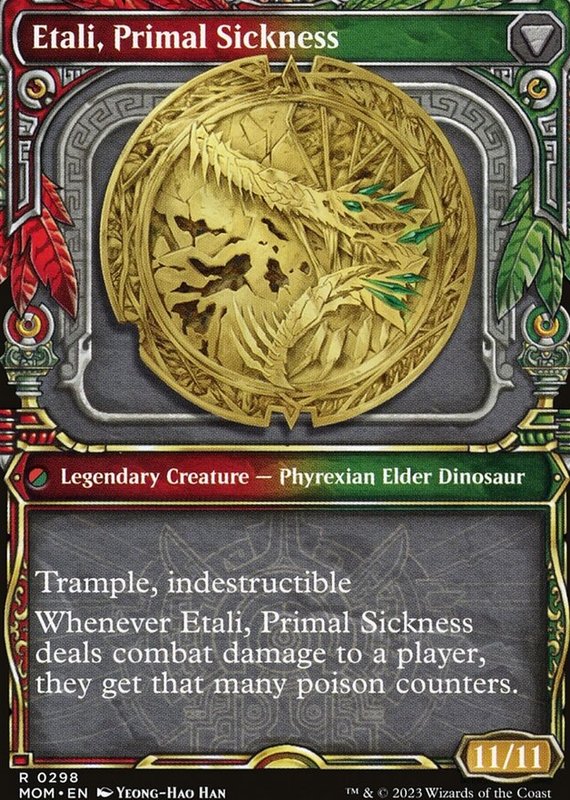 Etali, Primal Sickness
Legendary Creature — Phyrexian Elder Dinosaur
Trample, indestructible
Whenever Etali, Primal Sickness
deals combat damage to a player,
they get that many poison counters.
11/11
R 0298
MOM • EN Yeong-Hao Han
™ & © 2023 Wizards of the Coast